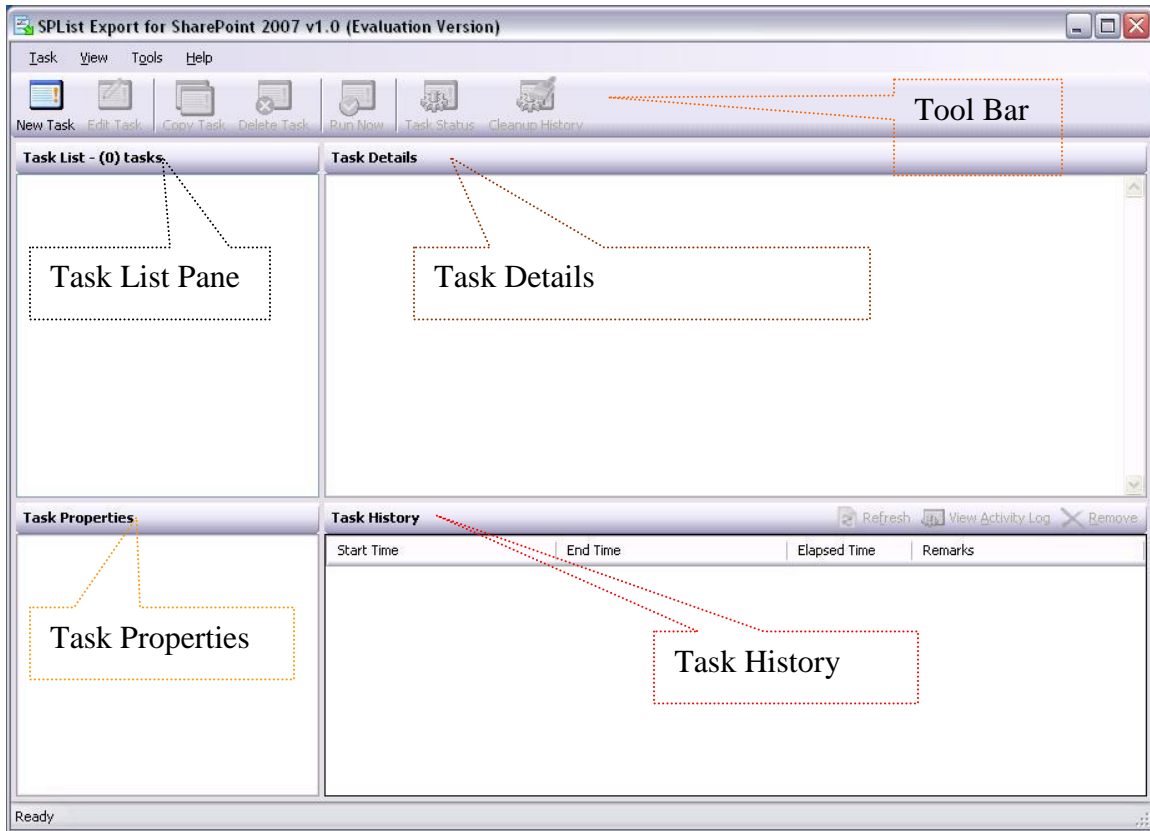 SPList Export for SharePoint 2007 v1.0 (Evaluation Version)
Task View Tools Help
New Task Edit Task Copy Task Delete Task Run Now Task Status Cleanup History
Tool Bar
Task List - (0) tasks
Task Details
Task List Pane
Task Details
Task Properties
Task History
Refresh View Activity Log Remove
Start Time End Time Elapsed Time Remarks
Task Properties
Task History
Ready